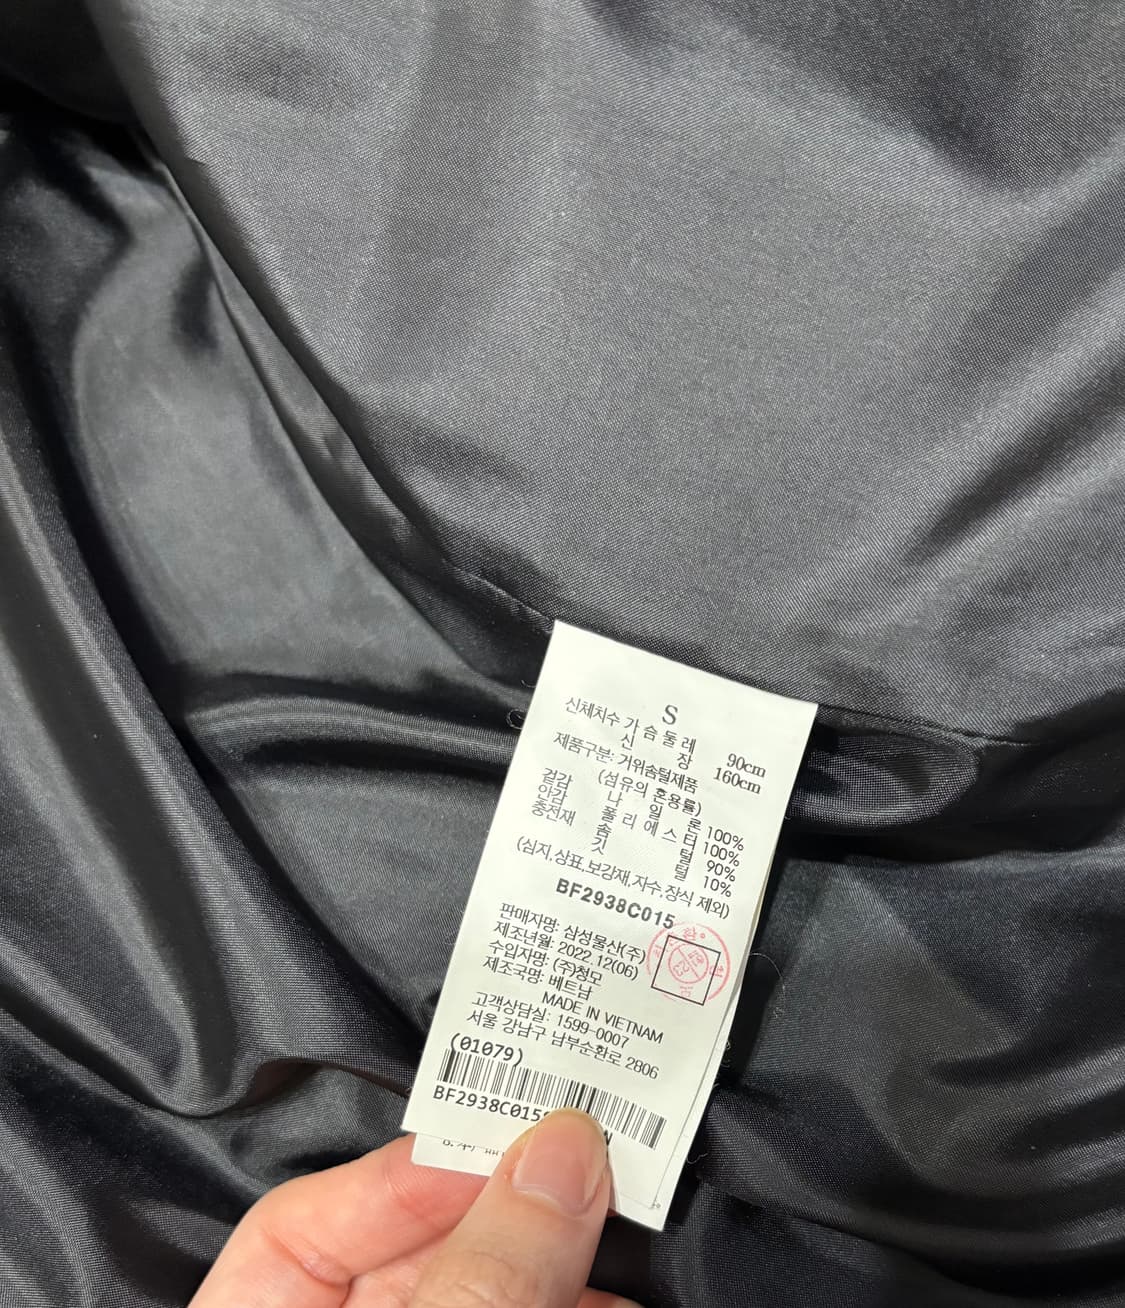 S
신체치수 가슴둘레 90cm
신장 160cm
제품구분: 거위솜털제품
(섬유의 혼용률)
겉감 나일론 100%
안감 폴리에스터 100%
충전재 솜털 90%
깃털 10%
(심지,상표,보강재,자수,장식 제외)
BF2938C015
판매자명: 삼성물산(주)
제조년월: 2022.12(06)
수입자명: (주)청모
제조국명: 베트남
MADE IN VIETNAM
고객상담실: 1599-0007
서울 강남구 남부순환로 2806
(01079)
BF2938C015